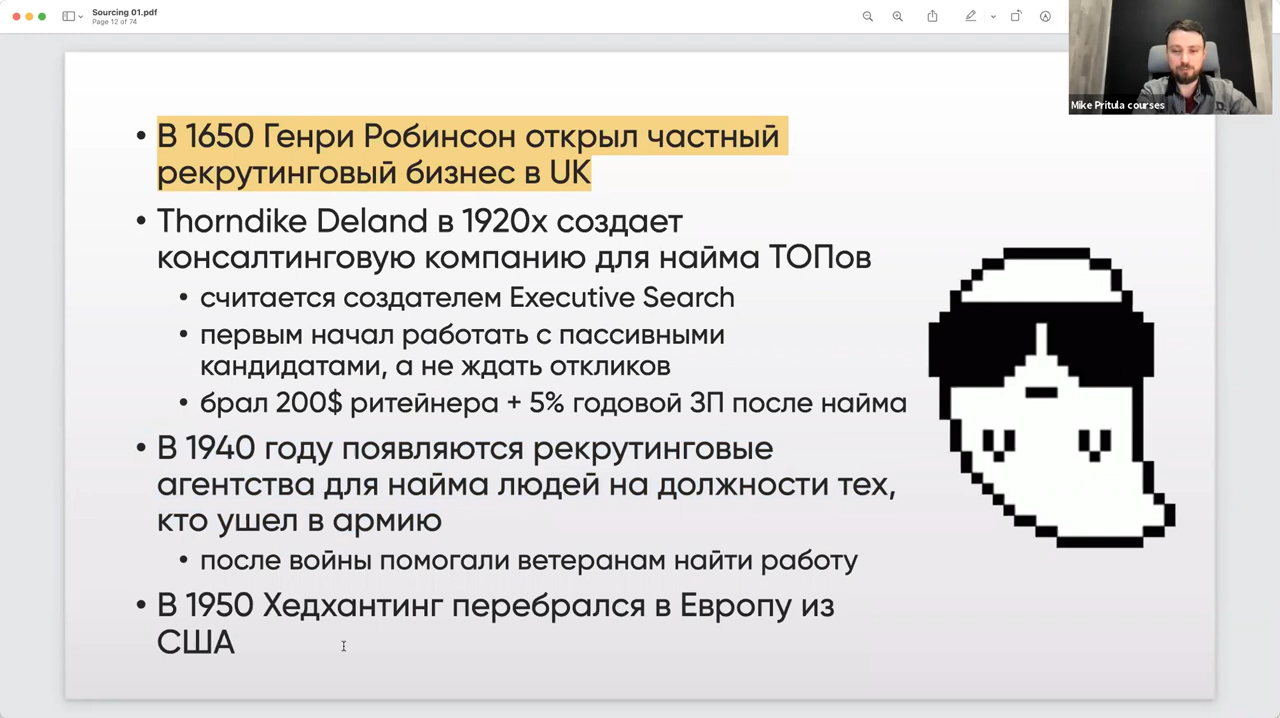 Sourcing 01.pdf
Page 12 of 74
Mike Pritula courses
• В 1650 Генри Робинсон открыл частный
рекрутинговый бизнес в UK
• Thorndike Deland в 1920х создает
консалтинговую компанию для найма ТОПов
• считается создателем Executive Search
• первым начал работать с пассивными
кандидатами, а не ждать откликов
• брал 200$ ритейнера + 5% годовой ЗП после найма
• В 1940 году появляются рекрутинговые
агентства для найма людей на должности тех,
кто ушел в армию
• после войны помогали ветеранам найти работу
• В 1950 Хедхантинг перебрался в Европу из
США